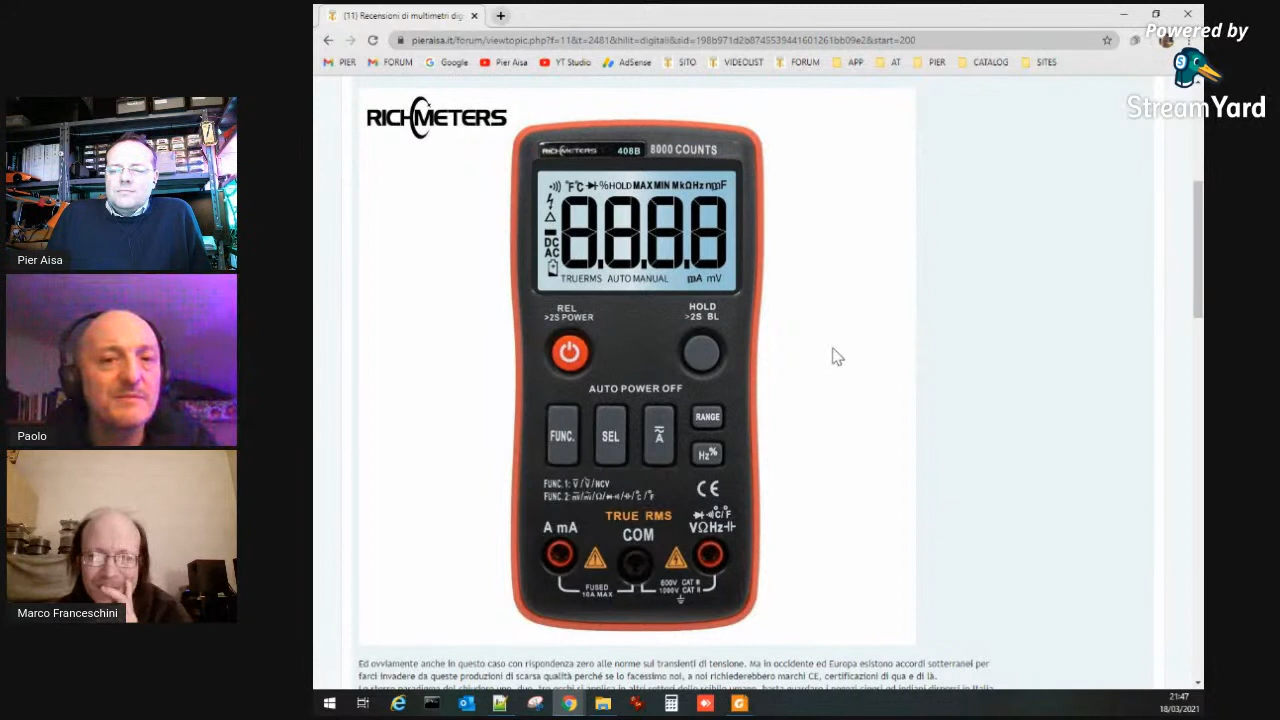 (11) Recensioni di multimetri dig
pieraisa.it/forum/viewtopic.php?f=11&t=2481&hilit=digitali&sid=198b971d2b8745539441601261bb09e2&start=200
PIER FORUM Google Pier Aisa YT Studio AdSense SITO VIDEOLIST FORUM APP AT PIER CATALOG SITES
Powered by
StreamYard
RICHMETERS
RICHMETERS 408B 8000 COUNTS
°F°C % HOLD MAX MIN MkΩHz nmF
8.8.8.8
DC
AC
TRUERMS AUTO MANUAL mA mV
REL HOLD
>2S POWER >2S BL
AUTO POWER OFF
FUNC. SEL A RANGE
Hz%
FUNC.1: V/V/NCV
CE
TRUE RMS
A mA COM VΩHz
°C/°F
FUSED
10A MAX
600V CAT III
1000V CAT II
Pier Aisa
Paolo
Marco Franceschini
Ed ovviamente anche in questo caso con rispondenza zero alle norme sui transienti di tensione. Ma in occidente ed Europa esistono accordi sotterranei per
farci invadere da queste produzioni di scarsa qualità perché se lo facessimo noi, a noi richiederebbero marchi CE, certificazioni di qua e di là.
21:47
18/03/2021